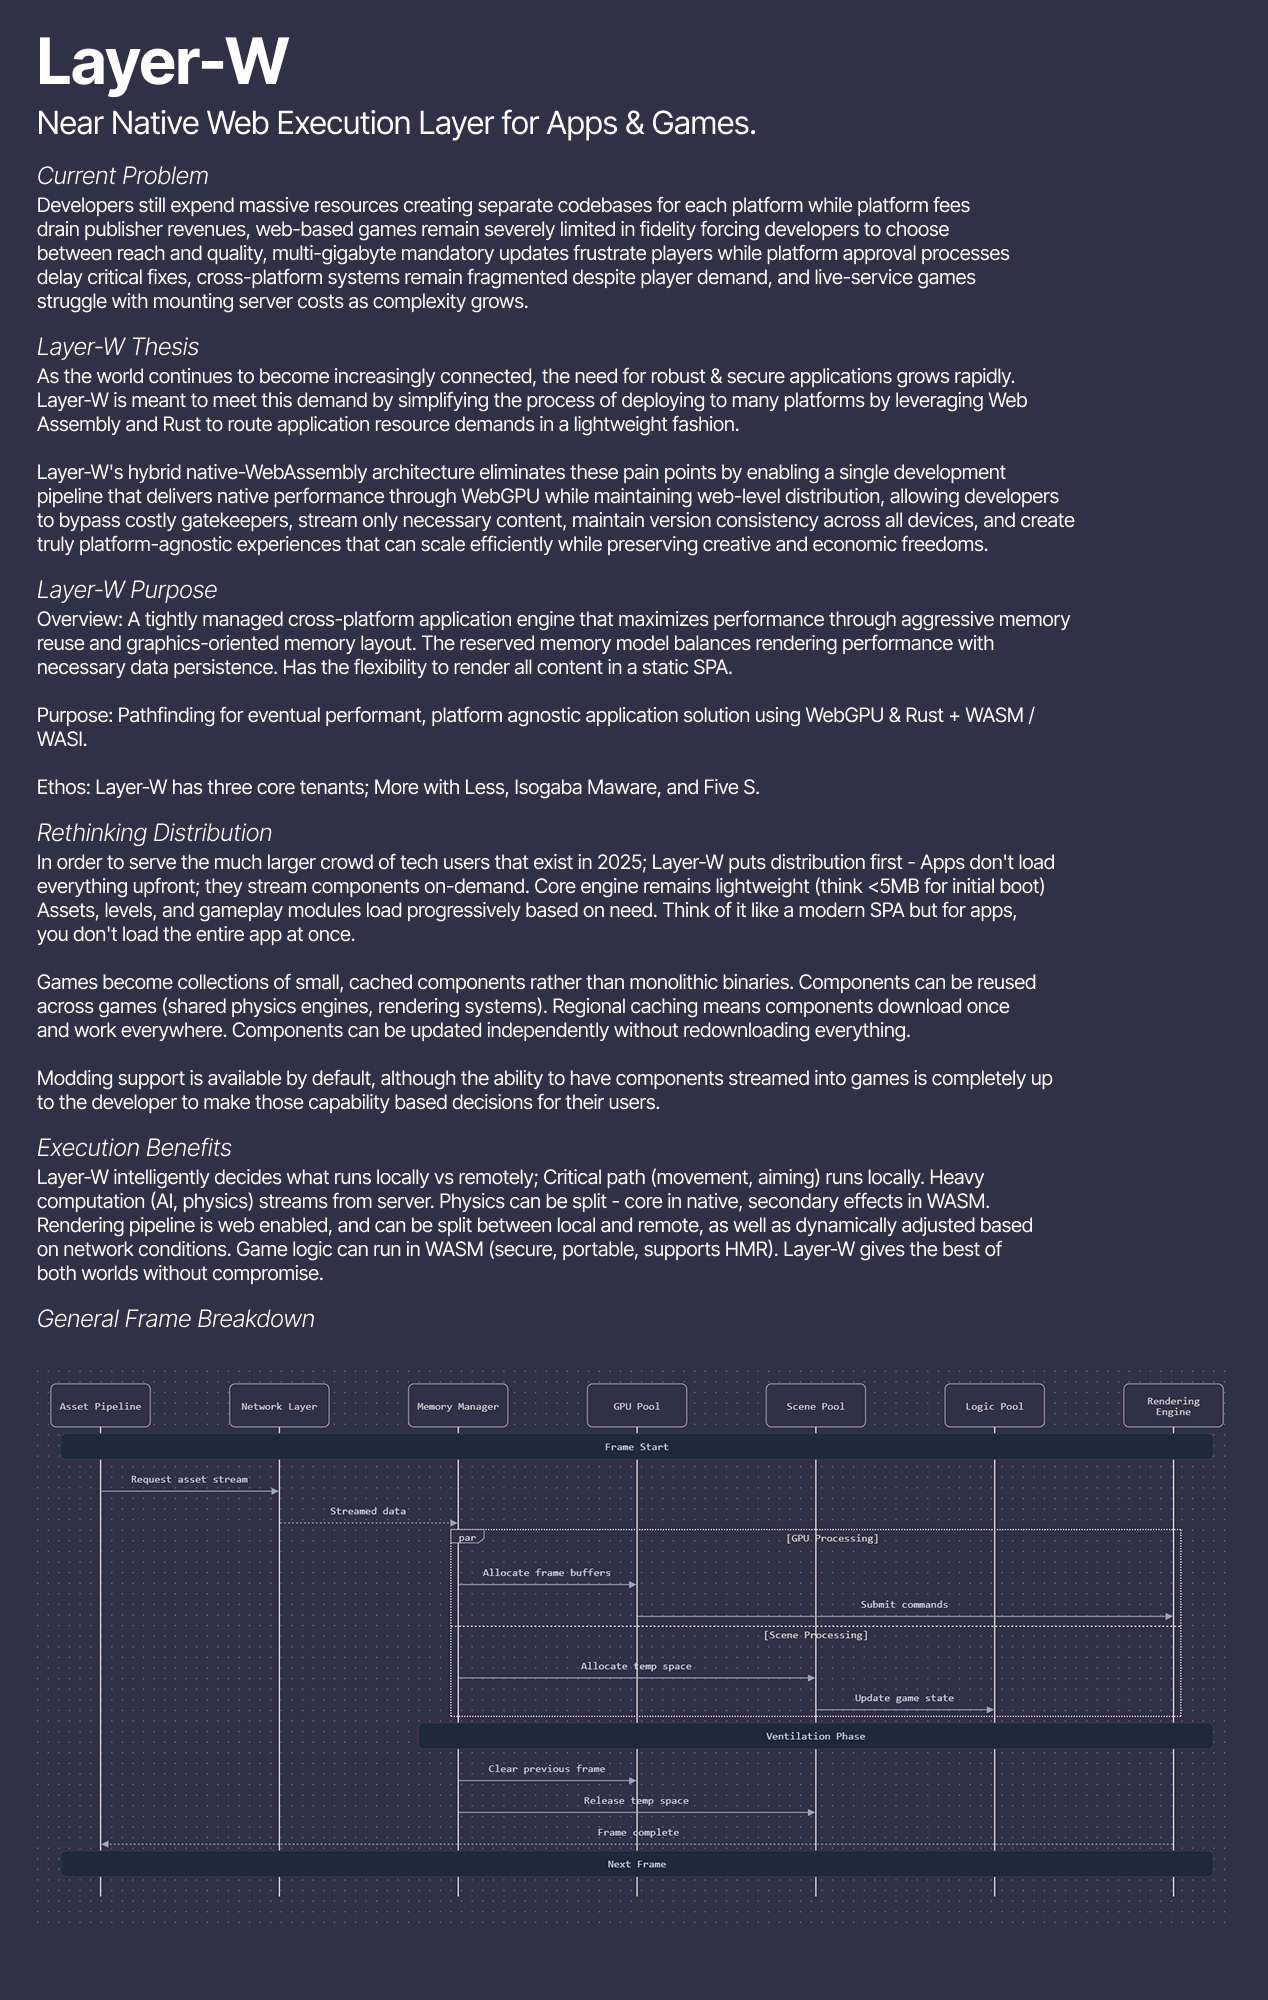 Layer-W
Near Native Web Execution Layer for Apps & Games.
Current Problem
Developers still expend massive resources creating separate codebases for each platform while platform fees
drain publisher revenues, web-based games remain severely limited in fidelity forcing developers to choose
between reach and quality, multi-gigabyte mandatory updates frustrate players while platform approval processes
delay critical fixes, cross-platform systems remain fragmented despite player demand, and live-service games
struggle with mounting server costs as complexity grows.
Layer-W Thesis
As the world continues to become increasingly connected, the need for robust & secure applications grows rapidly.
Layer-W is meant to meet this demand by simplifying the process of deploying to many platforms by leveraging Web
Assembly and Rust to route application resource demands in a lightweight fashion.
Layer-W's hybrid native-WebAssembly architecture eliminates these pain points by enabling a single development
pipeline that delivers native performance through WebGPU while maintaining web-level distribution, allowing developers
to bypass costly gatekeepers, stream only necessary content, maintain version consistency across all devices, and create
truly platform-agnostic experiences that can scale efficiently while preserving creative and economic freedoms.
Layer-W Purpose
Overview: A tightly managed cross-platform application engine that maximizes performance through aggressive memory
reuse and graphics-oriented memory layout. The reserved memory model balances rendering performance with
necessary data persistence. Has the flexibility to render all content in a static SPA.
Purpose: Pathfinding for eventual performant, platform agnostic application solution using WebGPU & Rust + WASM /
WASI.
Ethos: Layer-W has three core tenants; More with Less, Isogaba Maware, and Five S.
Rethinking Distribution
In order to serve the much larger crowd of tech users that exist in 2025; Layer-W puts distribution first - Apps don't load
everything upfront; they stream components on-demand. Core engine remains lightweight (think <5MB for initial boot)
Assets, levels, and gameplay modules load progressively based on need. Think of it like a modern SPA but for apps,
you don't load the entire app at once.
Games become collections of small, cached components rather than monolithic binaries. Components can be reused
across games (shared physics engines, rendering systems). Regional caching means components download once
and work everywhere. Components can be updated independently without redownloading everything.
Modding support is available by default, although the ability to have components streamed into games is completely up
to the developer to make those capability based decisions for their users.
Execution Benefits
Layer-W intelligently decides what runs locally vs remotely; Critical path (movement, aiming) runs locally. Heavy
computation (AI, physics) streams from server. Physics can be split - core in native, secondary effects in WASM.
Rendering pipeline is web enabled, and can be split between local and remote, as well as dynamically adjusted based
on network conditions. Game logic can run in WASM (secure, portable, supports HMR). Layer-W gives the best of
both worlds without compromise.
General Frame Breakdown
Asset Pipeline
Network Layer
Memory Manager
GPU Pool
Scene Pool
Logic Pool
Rendering
Engine
Frame Start
Request asset stream
Streamed data
par
[GPU Processing]
Allocate frame buffers
Submit commands
[Scene Processing]
Allocate temp space
Update game state
Ventilation Phase
Clear previous frame
Release temp space
Frame complete
Next Frame